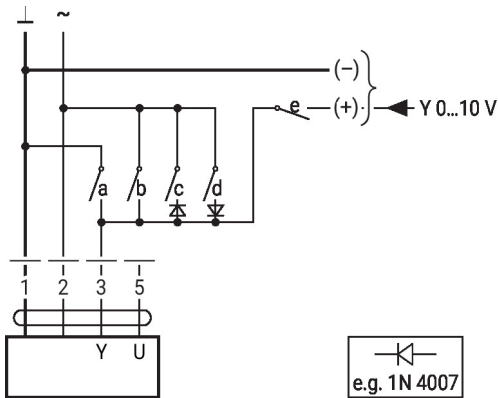 ⊥ ~
(–)
e (+) Y 0...10 V
a b c d
1 2 3 5
Y U
e.g. 1N 4007